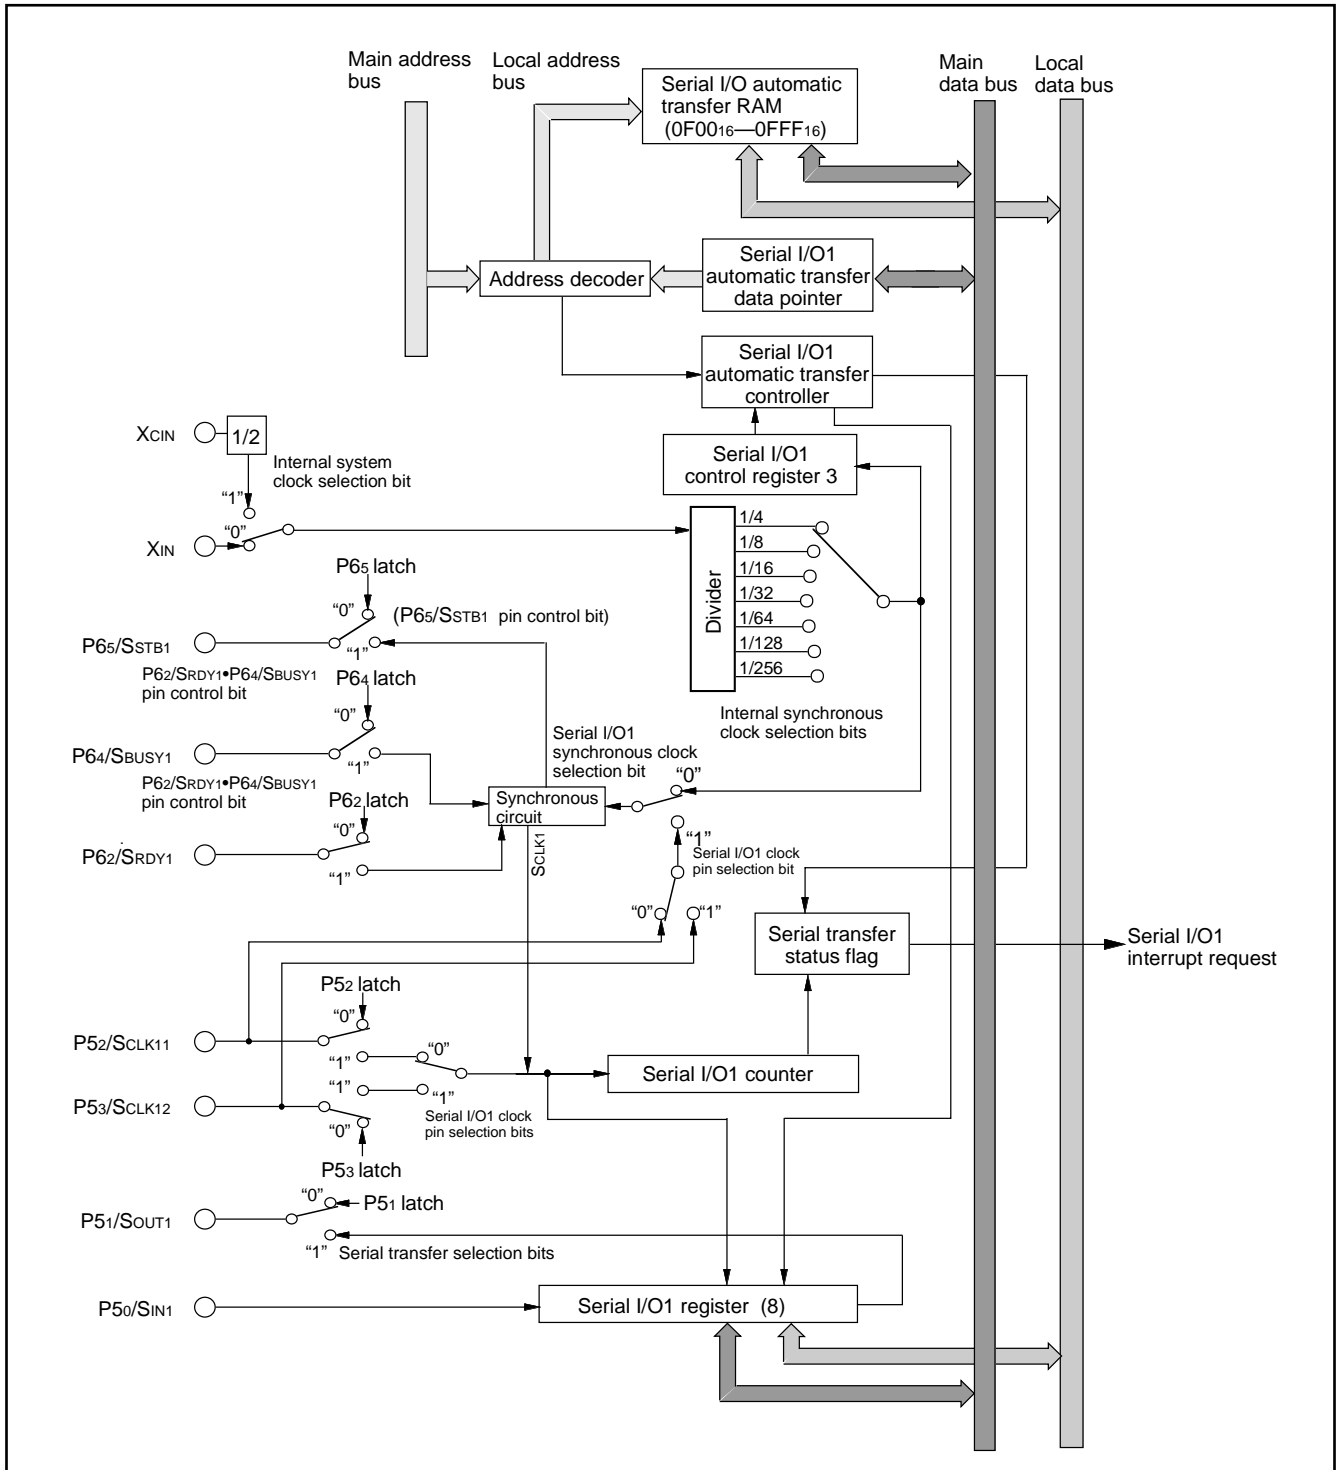 Main address
bus
Local address
bus
Serial I/O automatic
transfer RAM
(0F0016—0FFF16)
Main
data bus
Local
data bus
Address decoder
Serial I/O1
automatic transfer
data pointer
Serial I/O1
automatic transfer
controller
XCIN
1/2
Internal system
clock selection bit
“1”
“0”
XIN
Serial I/O1
control register 3
Divider
1/4
1/8
1/16
1/32
1/64
1/128
1/256
Internal synchronous
clock selection bits
P65 latch
“0”
(P65/SSTB1 pin control bit)
P65/SSTB1
“1”
P62/SRDY1•P64/SBUSY1
pin control bit
P64 latch
“0”
P64/SBUSY1
“1”
P62/SRDY1•P64/SBUSY1
pin control bit
P62 latch
“0”
P62/SRDY1
“1”
Serial I/O1
synchronous clock
selection bit
“0”
Synchronous
circuit
SCLK1
“1”
Serial I/O1 clock
pin selection bit
“0”
“1”
Serial transfer
status flag
Serial I/O1
interrupt request
P52 latch
“0”
P52/SCLK11
“1”
“0”
Serial I/O1 counter
P53/SCLK12
“1”
“1”
Serial I/O1 clock
pin selection bits
“0”
P53 latch
“0”
P51 latch
P51/SOUT1
“1”
Serial transfer selection bits
P50/SIN1
Serial I/O1 register (8)